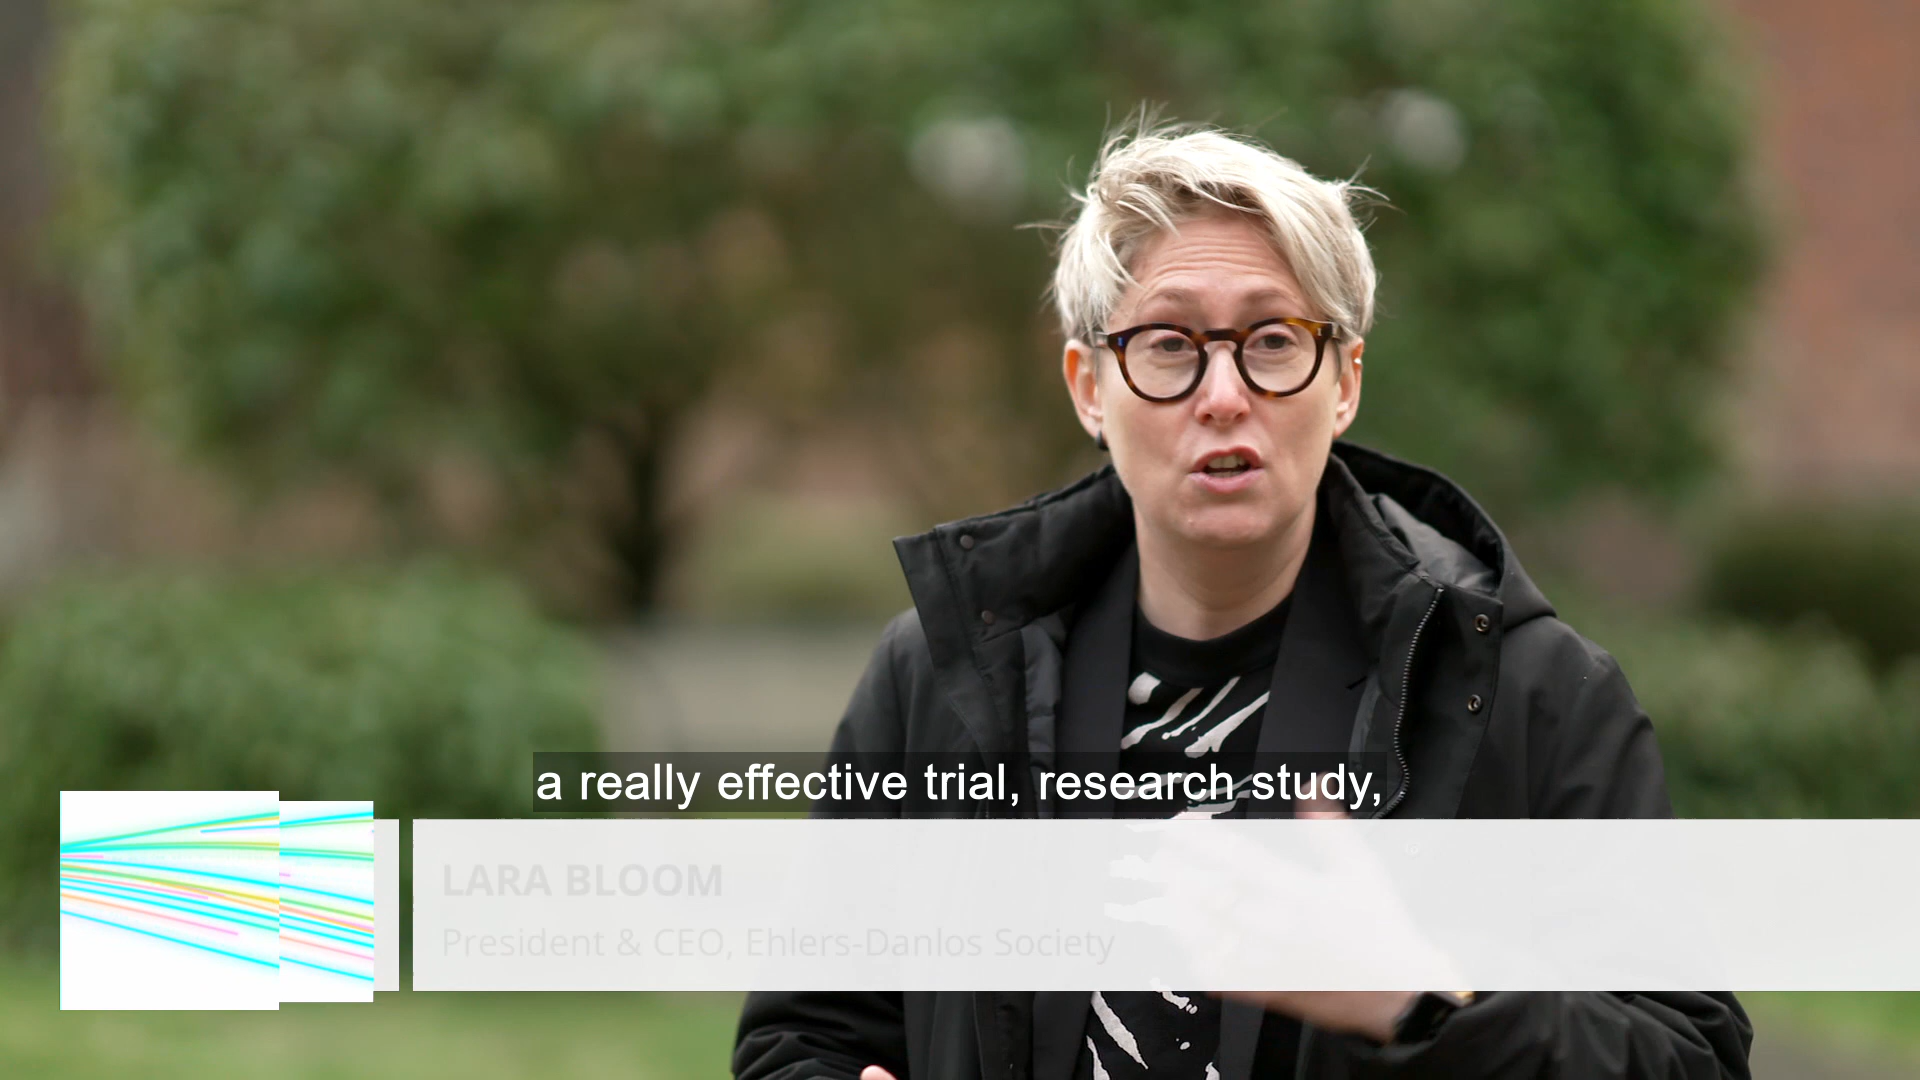 a really effective trial, research study,
LARA BLOOM
President & CEO, Ehlers-Danlos Society